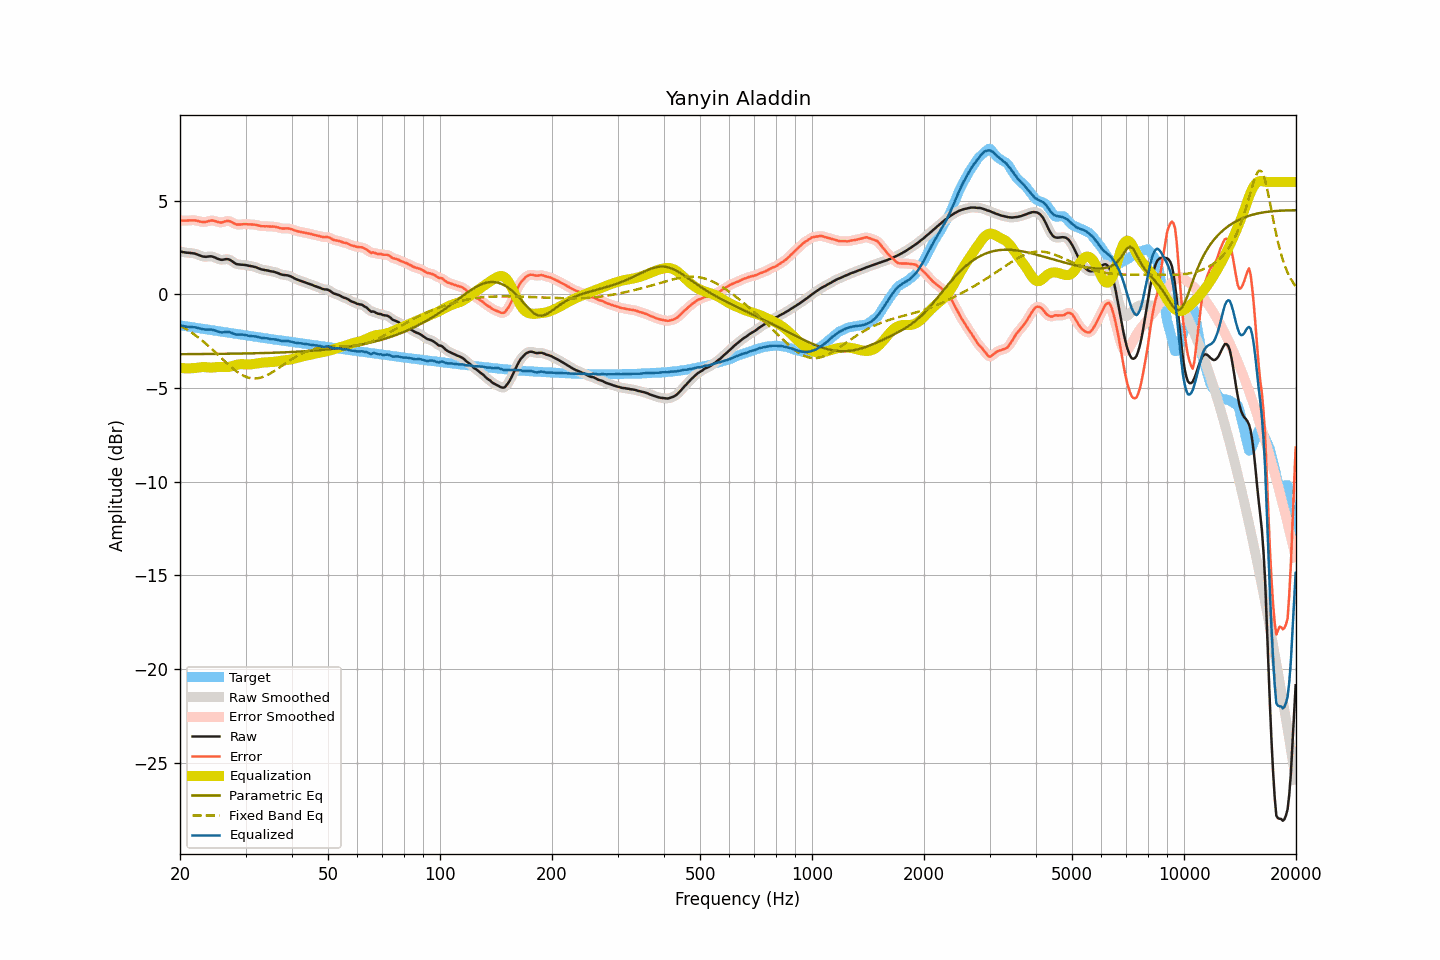 Yanyin Aladdin
Amplitude (dBr)
5
0
−5
−10
−15
−20
−25
Target
Raw Smoothed
Error Smoothed
Raw
Error
Equalization
Parametric Eq
Fixed Band Eq
Equalized
20 50 100 200 500 1000 2000 5000 10000 20000
Frequency (Hz)